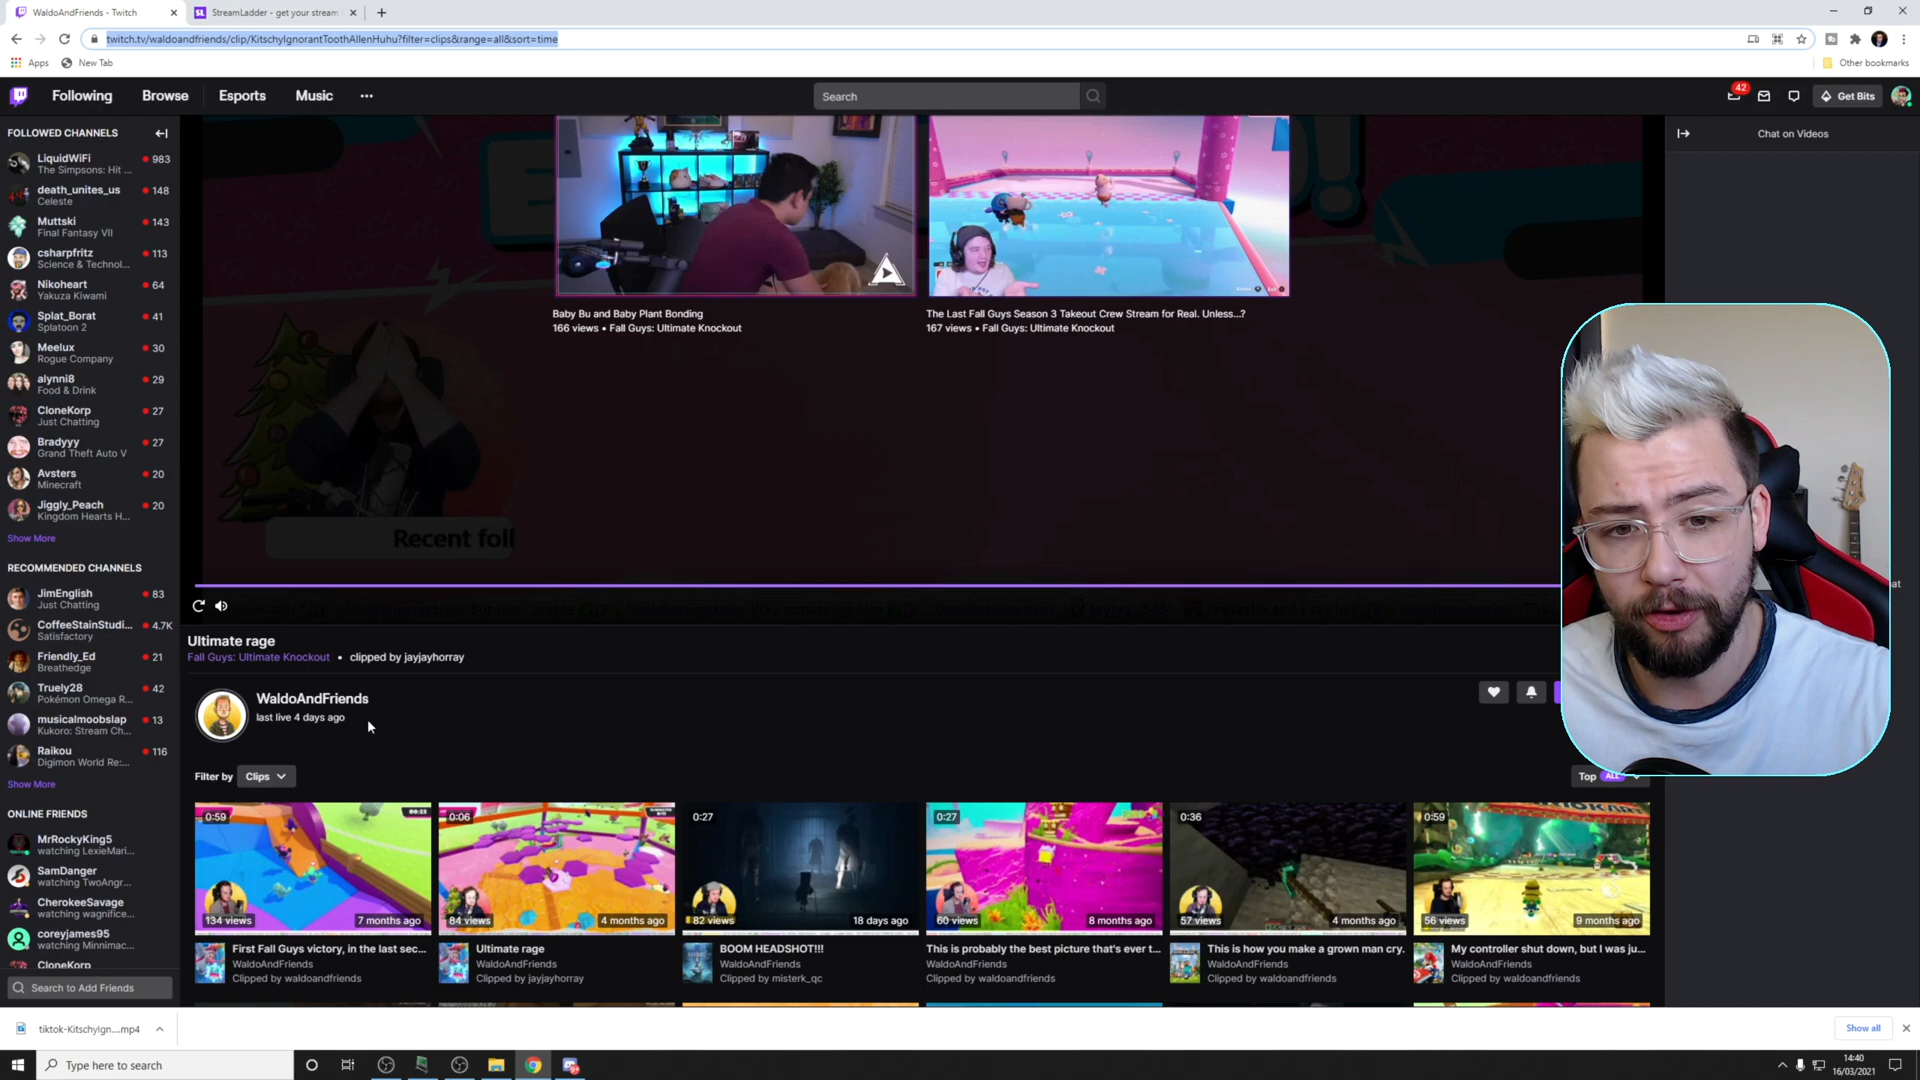 WaldoAndFriends - Twitch
StreamLadder - get your stream
twitch.tv/waldoandfriends/clip/KitschyIgnorantToothAllenHuhu?filter=clips&range=all&sort=time
Apps
New Tab
Other bookmarks
Following
Browse
Esports
Music
Search
42
Get Bits
FOLLOWED CHANNELS
LiquidWiFi
983
The Simpsons: Hit ...
death_unites_us
148
Celeste
Muttski
143
Final Fantasy VII
csharpfritz
113
Science & Technol...
Nikoheart
64
Yakuza Kiwami
Splat_Borat
41
Splatoon 2
Meelux
30
Rogue Company
alynni8
29
Food & Drink
CloneKorp
27
Just Chatting
Bradyyy
27
Grand Theft Auto V
Avsters
20
Minecraft
Jiggly_Peach
20
Kingdom Hearts H...
Show More
RECOMMENDED CHANNELS
JimEnglish
83
Just Chatting
CoffeeStainStudi...
4.7K
Satisfactory
Friendly_Ed
21
Breathedge
Truely28
42
Pokémon Omega R...
musicalmoobslap
13
Kukoro: Stream Ch...
Raikou
116
Digimon World Re:...
Show More
ONLINE FRIENDS
MrRockyKing5
watching LexieMari...
SamDanger
watching TwoAngr...
CherokeeSavage
watching wagnifice...
coreyjames95
watching Minnimac...
CloneKorp
Search to Add Friends
Baby Bu and Baby Plant Bonding
166 views • Fall Guys: Ultimate Knockout
The Last Fall Guys Season 3 Takeout Crew Stream for Real. Unless...?
167 views • Fall Guys: Ultimate Knockout
Recent foll
Ultimate rage
Fall Guys: Ultimate Knockout • clipped by jayjayhorray
WaldoAndFriends
last live 4 days ago
Filter by
Clips
Top
ALL
0:59
134 views
7 months ago
First Fall Guys victory, in the last sec...
WaldoAndFriends
Clipped by waldoandfriends
0:06
84 views
4 months ago
Ultimate rage
WaldoAndFriends
Clipped by jayjayhorray
0:27
82 views
18 days ago
BOOM HEADSHOT!!!
WaldoAndFriends
Clipped by misterk_qc
0:27
60 views
8 months ago
This is probably the best picture that's ever t...
WaldoAndFriends
Clipped by waldoandfriends
0:36
57 views
4 months ago
This is how you make a grown man cry.
WaldoAndFriends
Clipped by waldoandfriends
0:59
56 views
9 months ago
My controller shut down, but I was ju...
WaldoAndFriends
Clipped by waldoandfriends
Chat on Videos
tiktok-KitschyIgn....mp4
Show all
Type here to search
14:40
16/03/2021